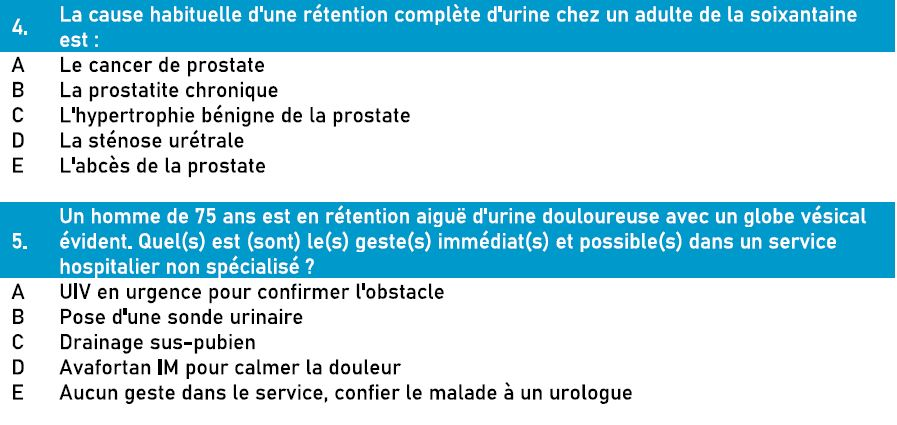 4. La cause habituelle d'une rétention complète d'urine chez un adulte de la soixantaine
est :
A Le cancer de prostate
B La prostatite chronique
C L'hypertrophie bénigne de la prostate
D La sténose urétrale
E L'abcès de la prostate
Un homme de 75 ans est en rétention aiguë d'urine douloureuse avec un globe vésical
5. évident. Quel(s) est (sont) le(s) geste(s) immédiat(s) et possible(s) dans un service
hospitalier non spécialisé ?
A UIV en urgence pour confirmer l'obstacle
B Pose d'une sonde urinaire
C Drainage sus-pubien
D Avafortan IM pour calmer la douleur
E Aucun geste dans le service, confier le malade à un urologue